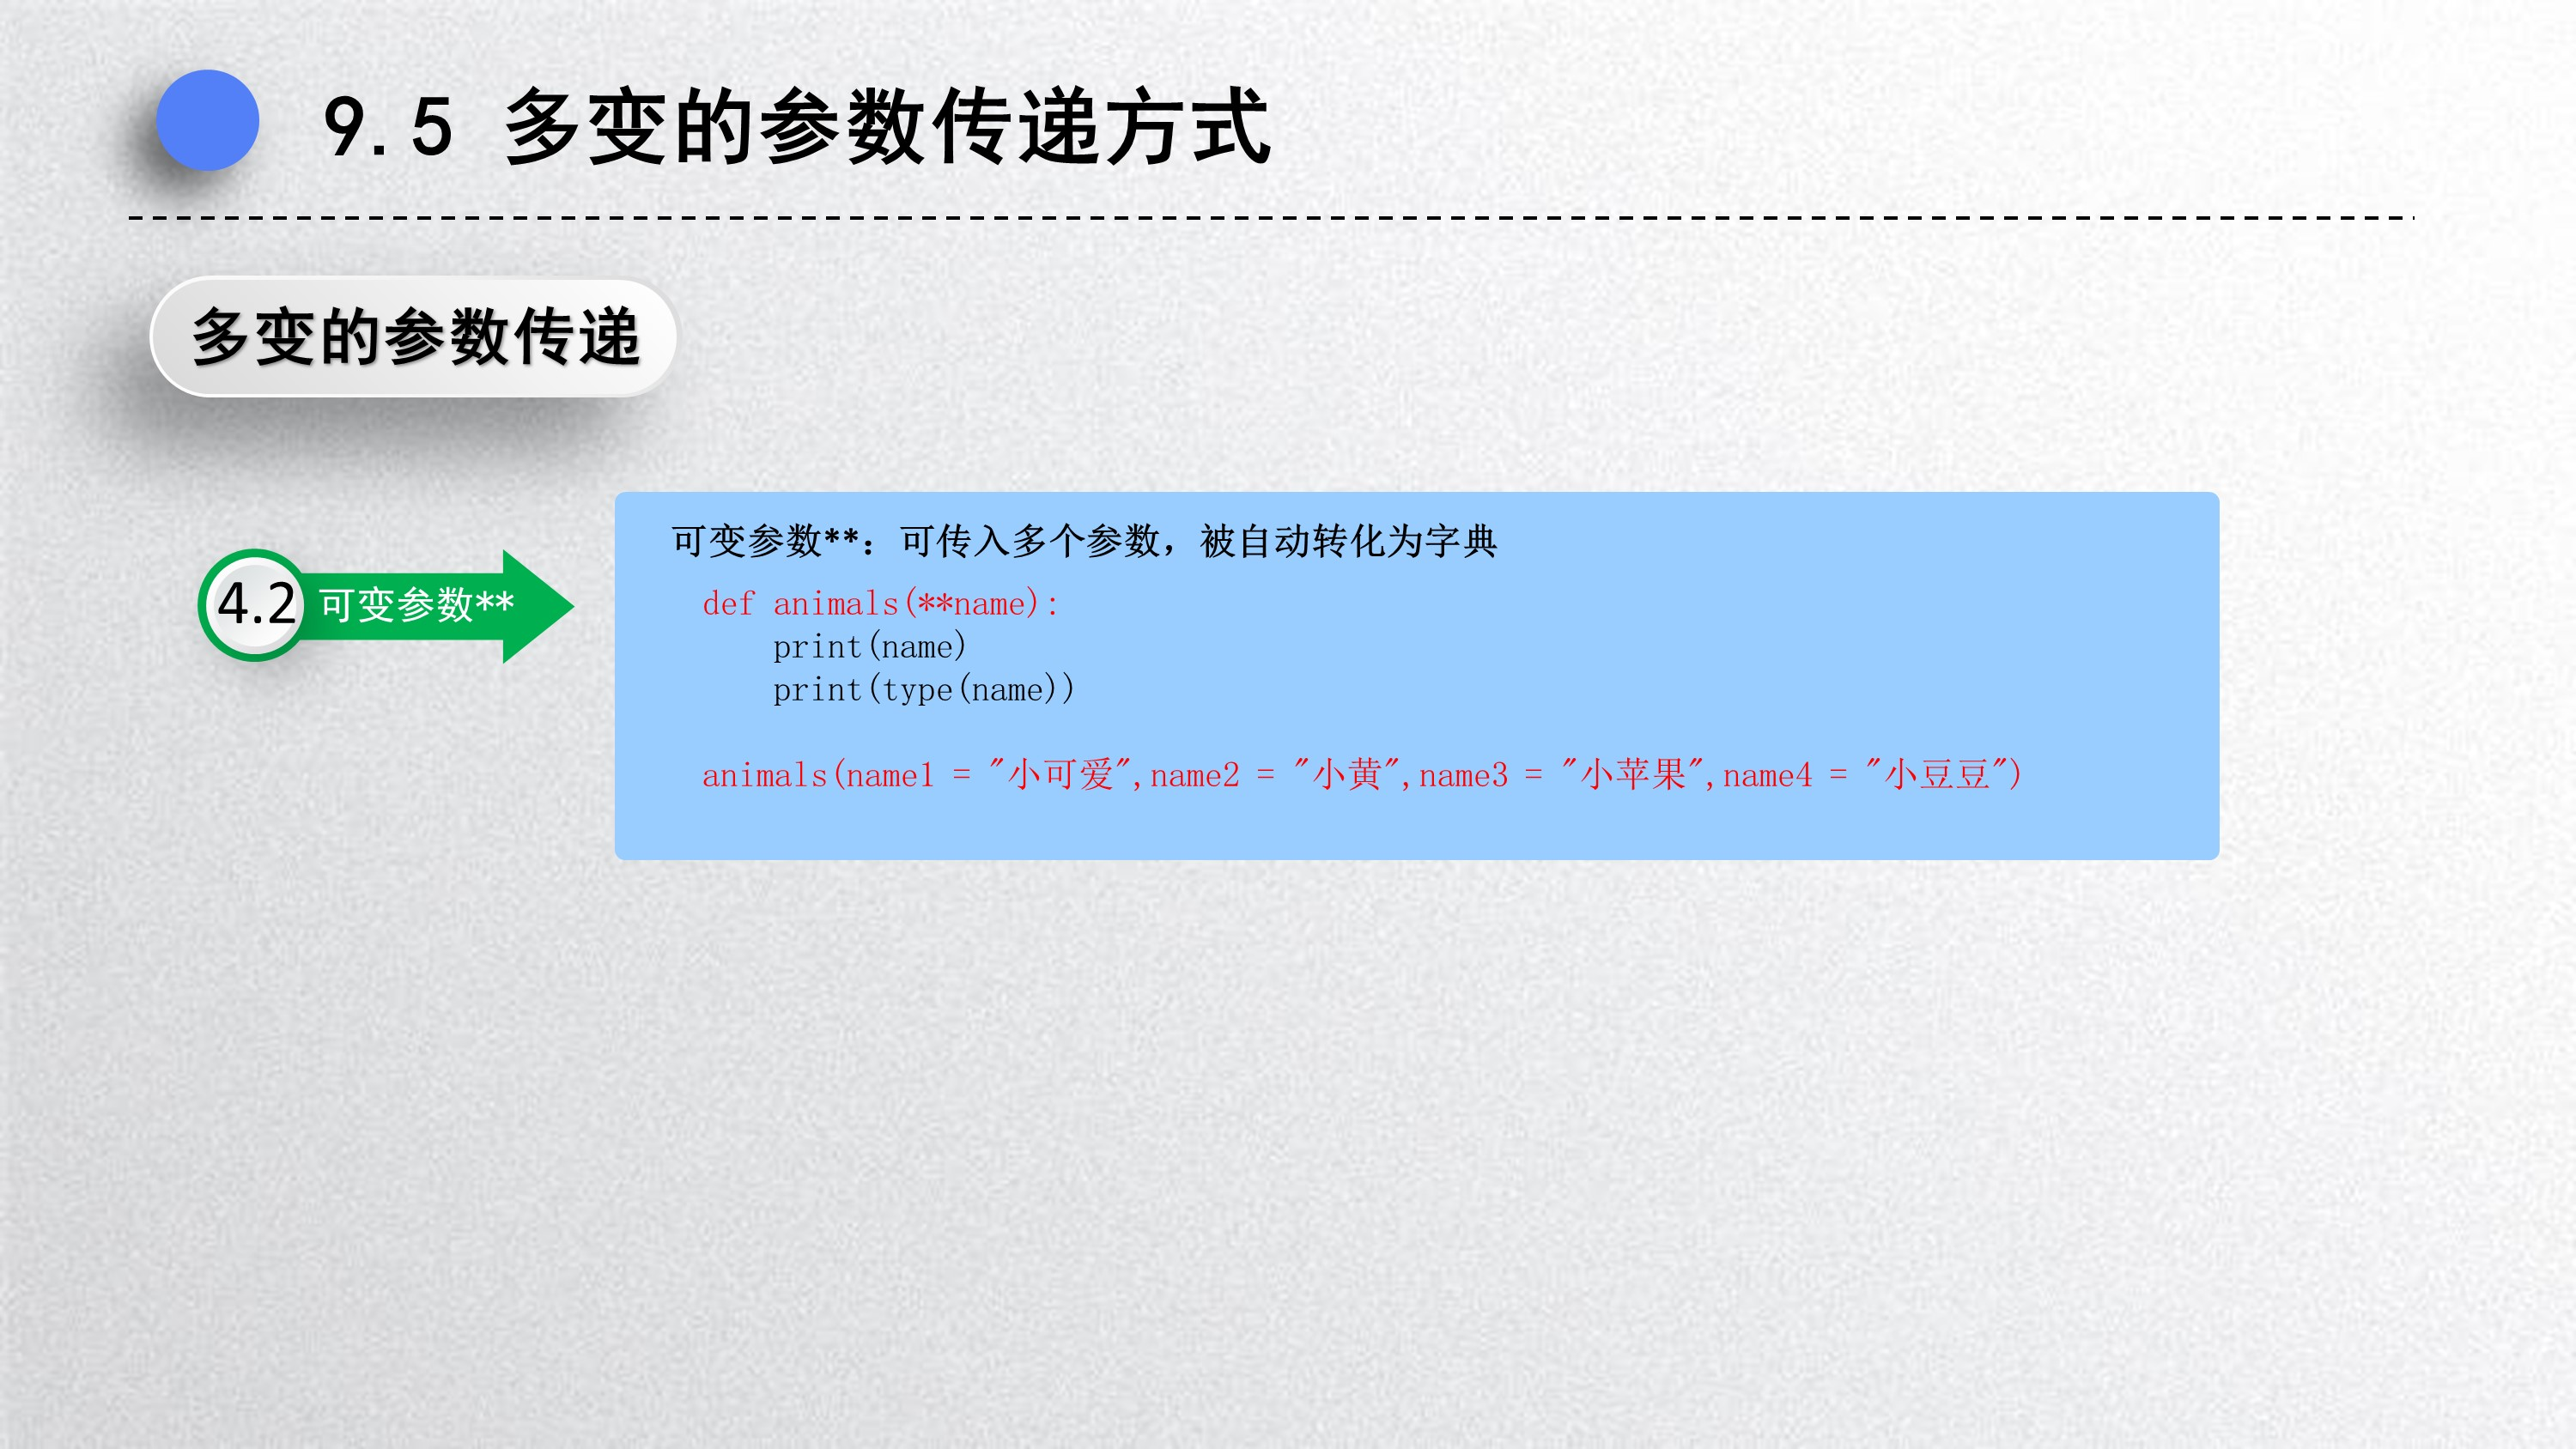 9.5 多变的参数传递方式
多变的参数传递
4.2 可变参数**
可变参数**：可传入多个参数，被自动转化为字典
def animals(**name):
    print(name)
    print(type(name))
animals(name1 = "小可爱",name2 = "小黄",name3 = "小苹果",name4 = "小豆豆")